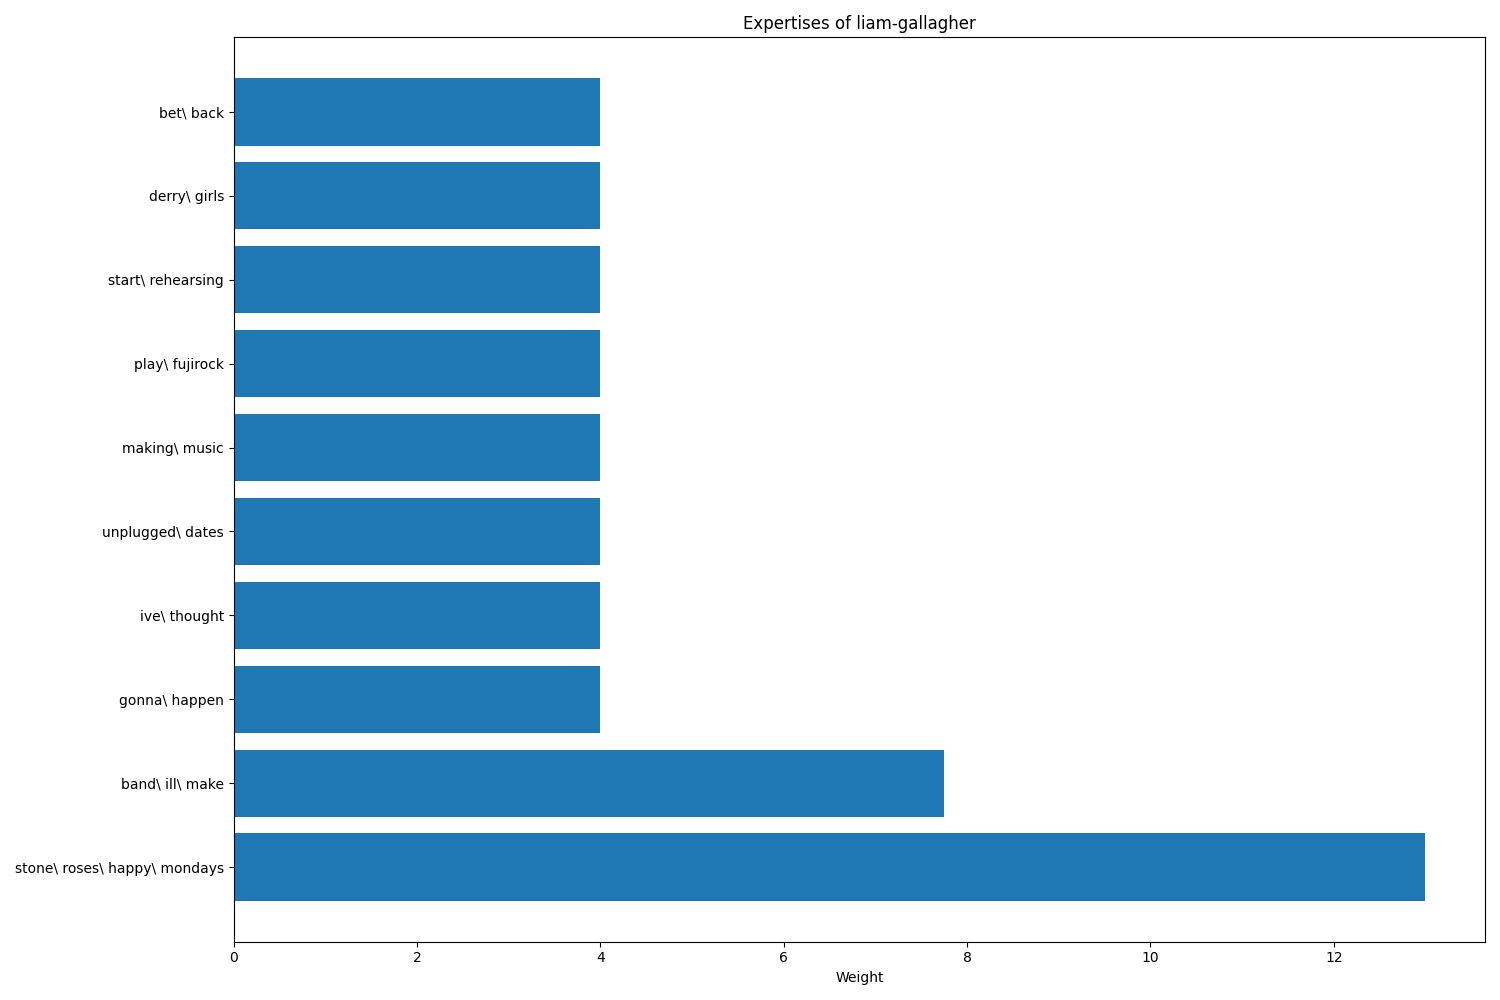 Expertises of liam-gallagher
bet\ back
derry\ girls
start\ rehearsing
play\ fujirock
making\ music
unplugged\ dates
ive\ thought
gonna\ happen
band\ ill\ make
stone\ roses\ happy\ mondays
0 2 4 6 8 10 12
Weight